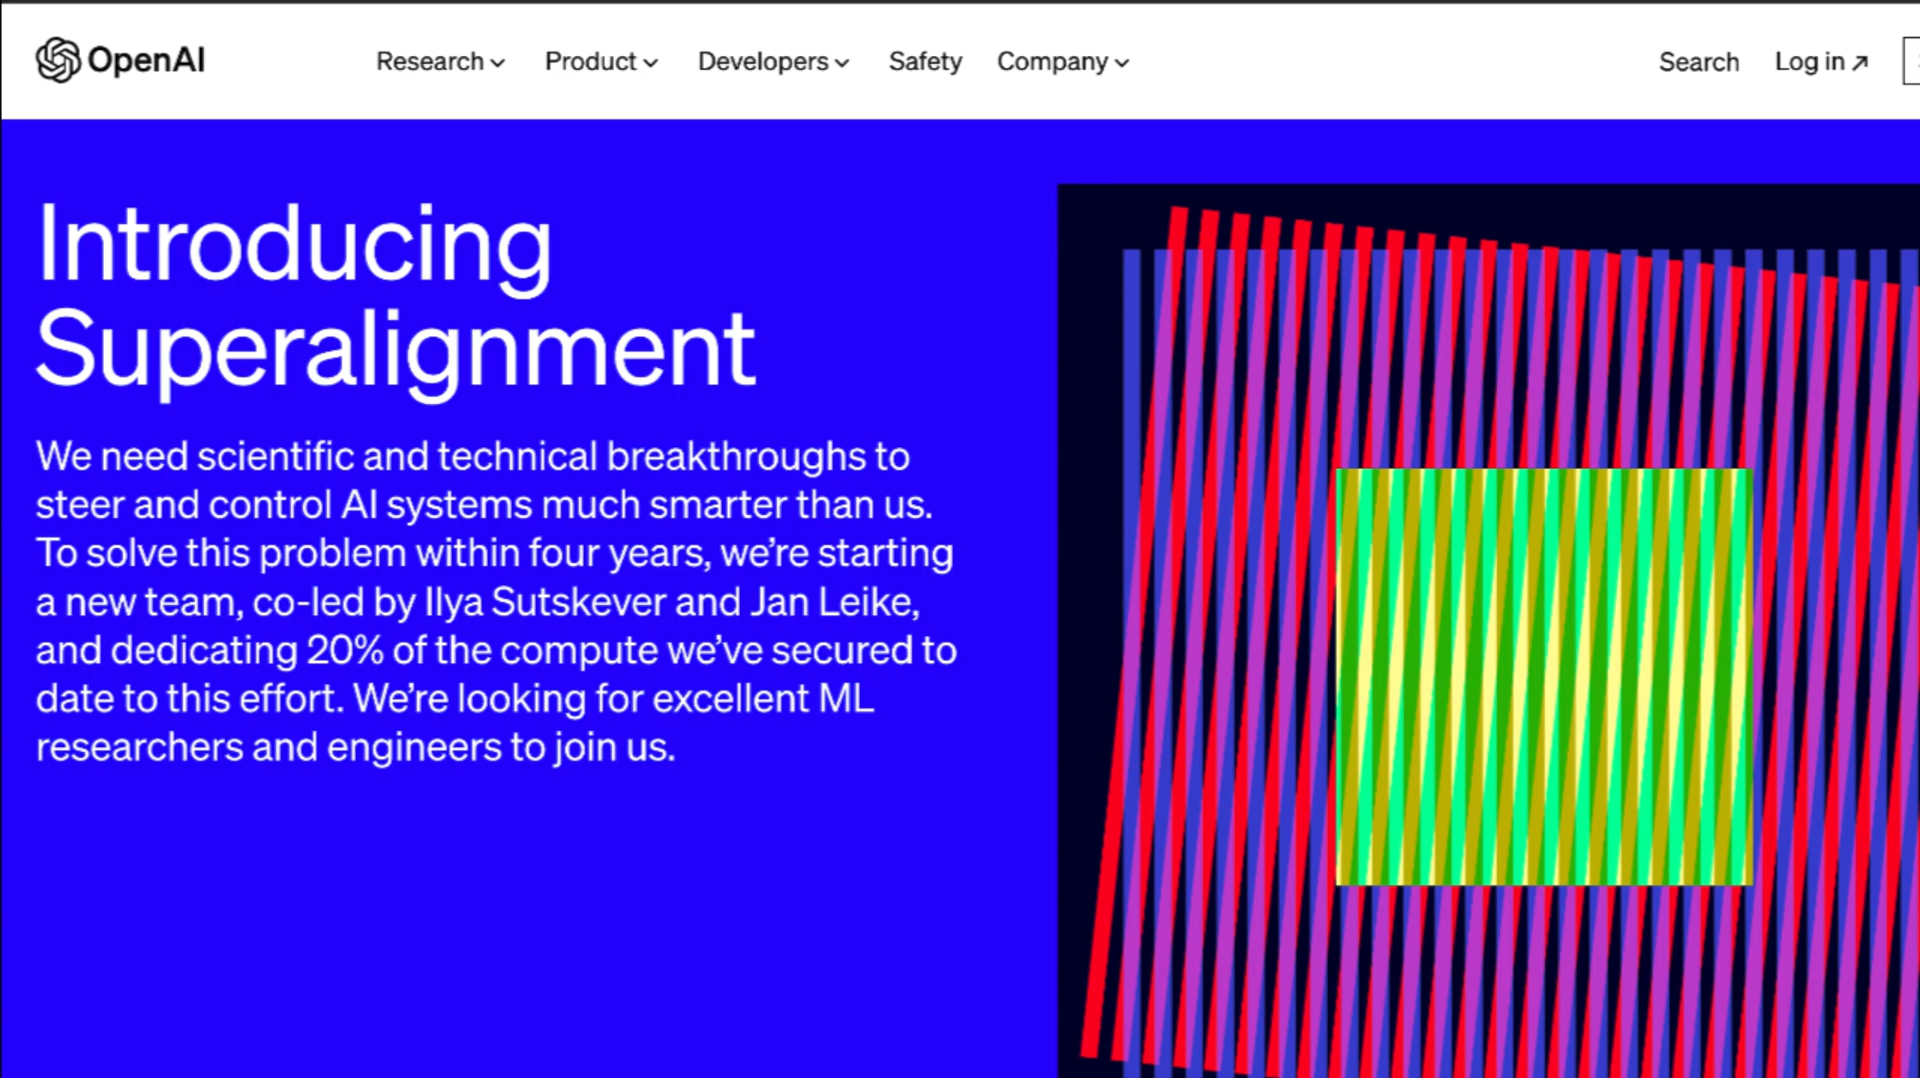 OpenAI Research Product Developers Safety Company Search Log in ↗
Introducing
Superalignment
We need scientific and technical breakthroughs to
steer and control AI systems much smarter than us.
To solve this problem within four years, we’re starting
a new team, co-led by Ilya Sutskever and Jan Leike,
and dedicating 20% of the compute we’ve secured to
date to this effort. We’re looking for excellent ML
researchers and engineers to join us.